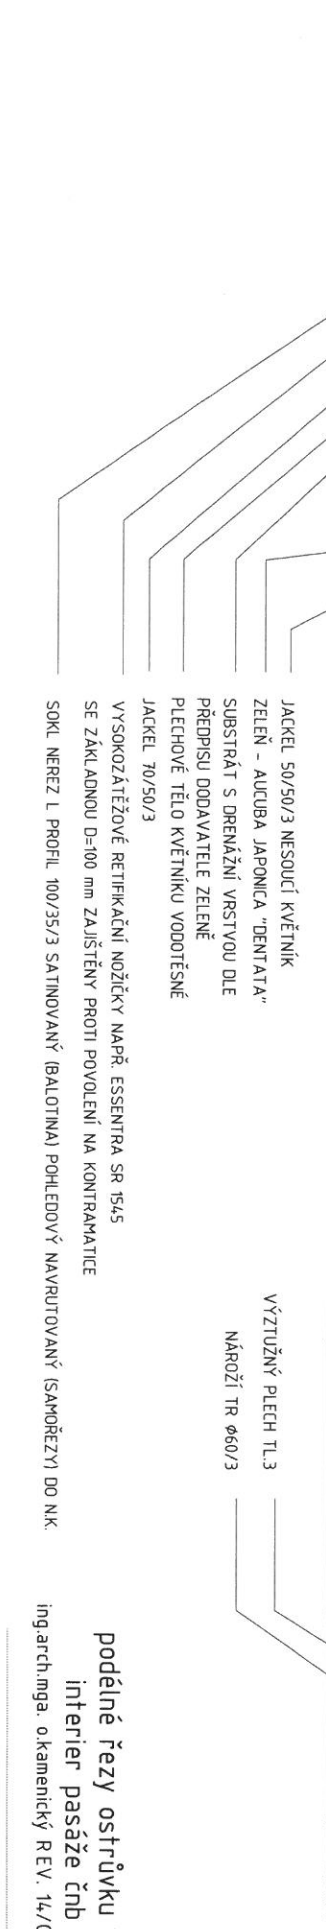 JACKEL 50/50/3 NESOUCÍ KVĚTNÍK
ZELEŇ - AUCUBA JAPONICA "DENTATA"
SUBSTRÁT S DRENÁŽNÍ VRSTVOU DLE
PŘEDPISU DODAVATELE ZELENĚ
PLECHOVÉ TĚLO KVĚTNÍKU VODOTĚSNÉ
JACKEL 70/50/3
VYSOKOZÁTĚŽOVÉ RETIFIKAČNÍ NOŽIČKY NAPŘ. ESSENTRA SR 1545
SE ZÁKLADNOU D=100 mm ZAJIŠTĚNY PROTI POVOLENÍ NA KONTRAMATICE
SOKL NEREZ L PROFIL 100/35/3 SATINOVANÝ (BALOTINA) POHLEDOVÝ NAVRUTOVANÝ (SAMOŘEZY) DO N.K.
VÝZTUŽNÝ PLECH TL.3
NÁROŽÍ TR Ø60/3
podélné řezy ostrůvku
interier pasáže čnb
ing.arch.mga. o.kamenický REV. 14/